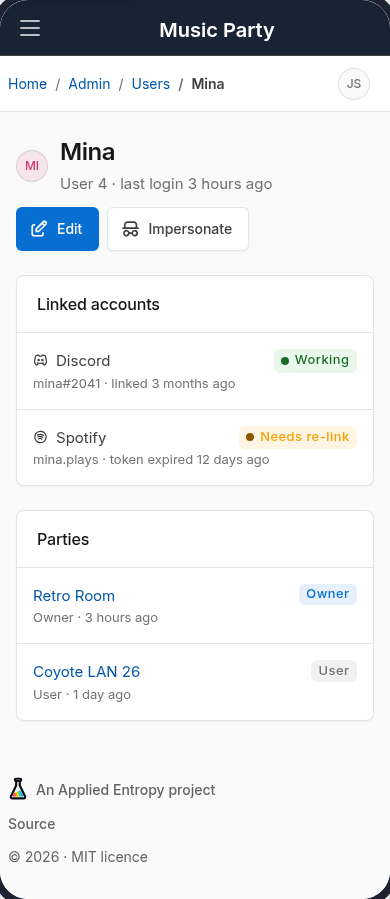 Music Party
Home / Admin / Users / Mina
JS
MI
Mina
User 4 · last login 3 hours ago
Edit
Impersonate
Linked accounts
Discord
Working
mina#2041 · linked 3 months ago
Spotify
Needs re-link
mina.plays · token expired 12 days ago
Parties
Retro Room
Owner
Owner · 3 hours ago
Coyote LAN 26
User
User · 1 day ago
An Applied Entropy project
Source
© 2026 · MIT licence